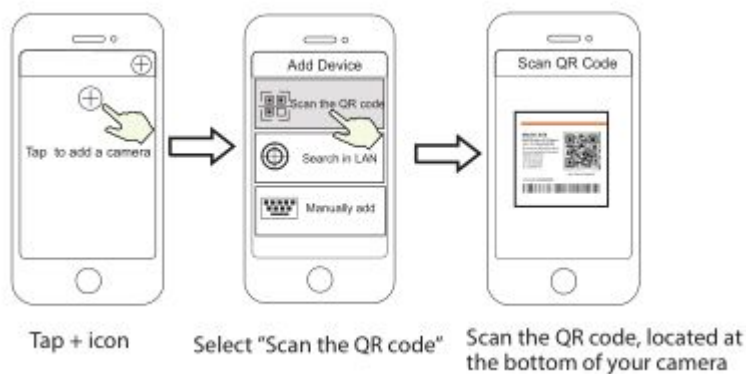 Tap to add a camera
Tap + icon
Add Device
Scan the QR code
Search in LAN
Manually add
Select "Scan the QR code"
Scan QR Code
Scan the QR code, located at
the bottom of your camera